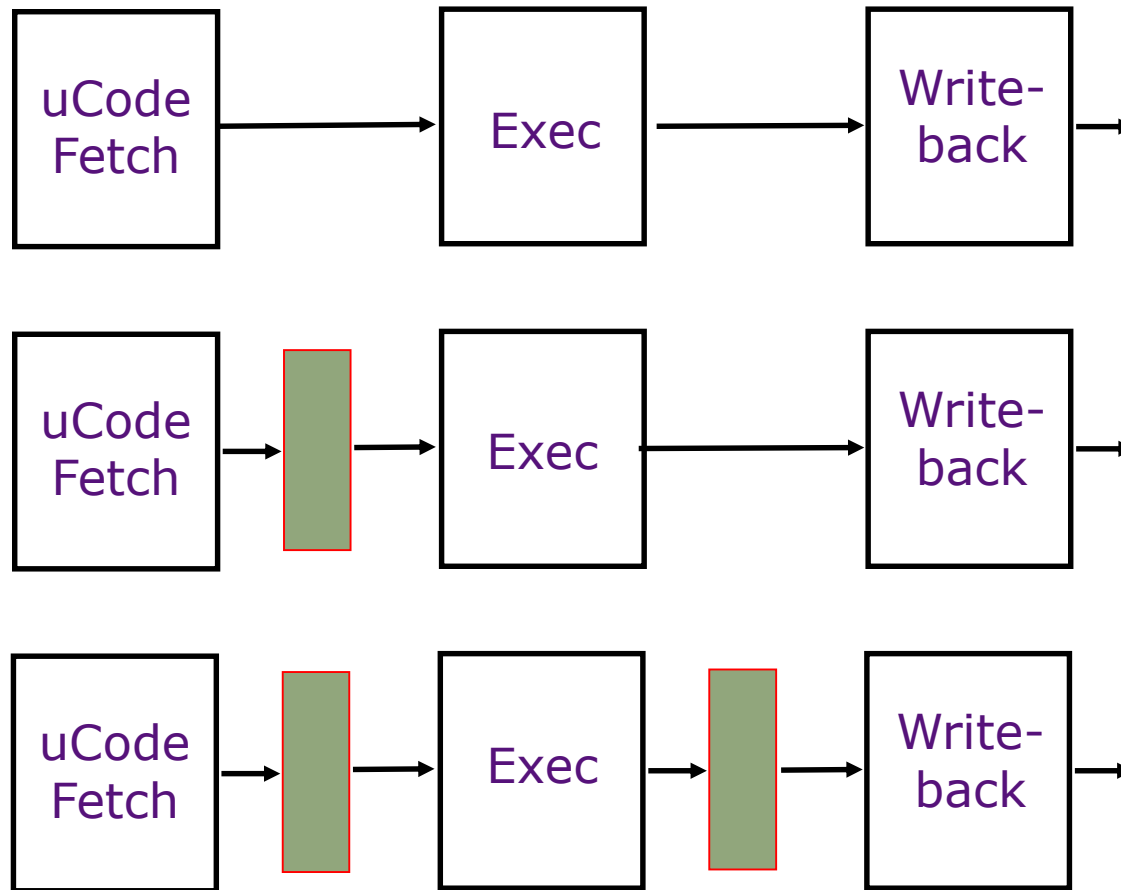 uCode
Fetch
Exec
Write-
back
uCode
Fetch
Exec
Write-
back
uCode
Fetch
Exec
Write-
back